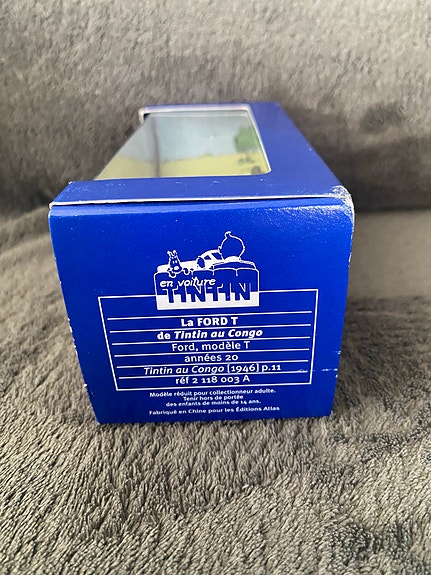 en voiture
TINTIN
La FORD T
de Tintin au Congo
Ford, modèle T
années 20
Tintin au Congo [1946] p.11
réf 2 118 003 A
Modèle réduit pour collectionneur adulte.
Tenir hors de portée
des enfants de moins de 14 ans.
Fabriqué en Chine pour les Éditions Atlas